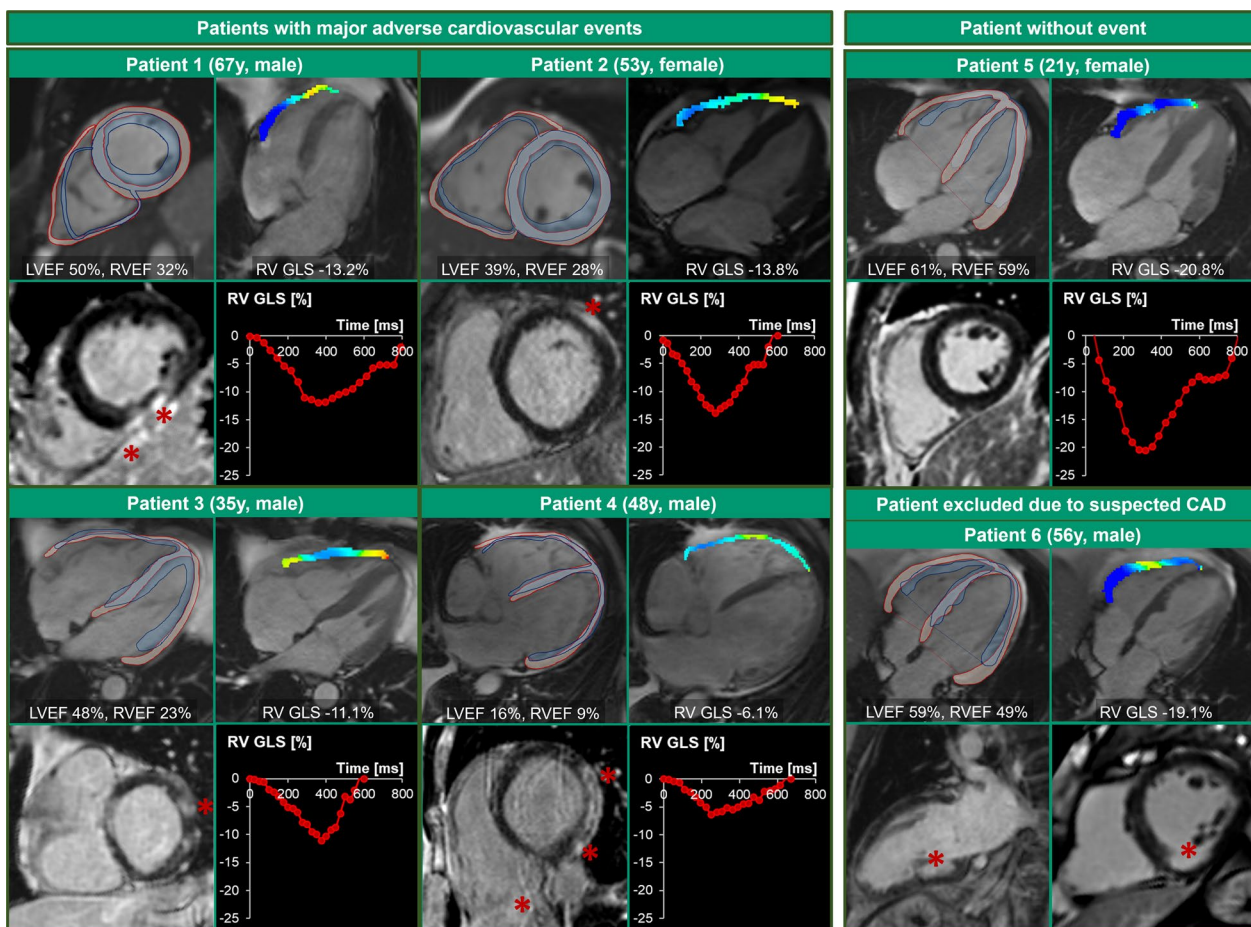 Patients with major adverse cardiovascular events
Patient without event
Patient 1 (67y, male)
Patient 2 (53y, female)
Patient 5 (21y, female)
LVEF 50%, RVEF 32%
RV GLS -13.2%
LVEF 39%, RVEF 28%
RV GLS -13.8%
LVEF 61%, RVEF 59%
RV GLS -20.8%
RV GLS [%]
Time [ms]
0
0 200 400 600 800
-5
-10
-15
-20
-25
*
*
RV GLS [%]
Time [ms]
0
0 200 400 600 800
-5
-10
-15
-20
-25
*
RV GLS [%]
Time [ms]
0
0 200 400 600 800
-5
-10
-15
-20
-25
Patient 3 (35y, male)
Patient 4 (48y, male)
Patient excluded due to suspected CAD
Patient 6 (56y, male)
LVEF 48%, RVEF 23%
RV GLS -11.1%
LVEF 16%, RVEF 9%
RV GLS -6.1%
LVEF 59%, RVEF 49%
RV GLS -19.1%
*
RV GLS [%]
Time [ms]
0
0 200 400 600 800
-5
-10
-15
-20
-25
*
*
*
RV GLS [%]
Time [ms]
0
0 200 400 600 800
-5
-10
-15
-20
-25
*
*